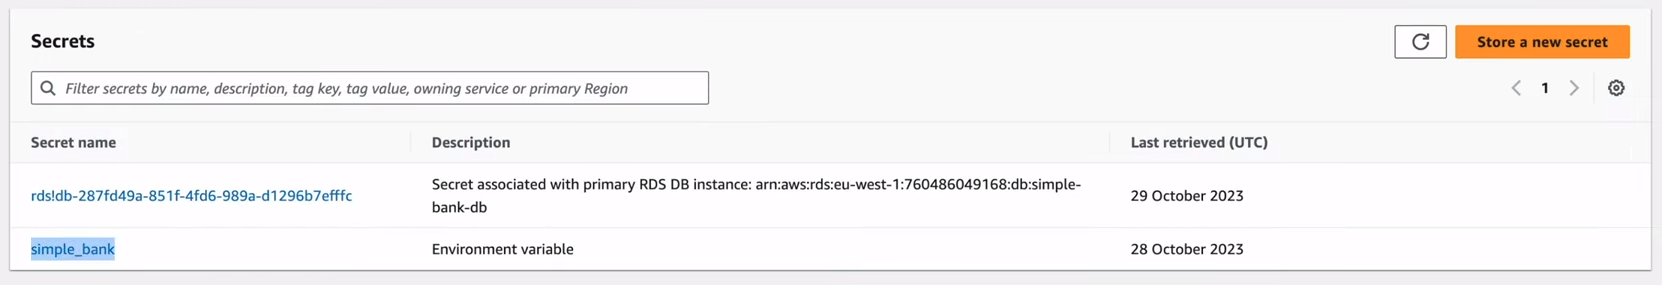 Secrets
Store a new secret
Filter secrets by name, description, tag key, tag value, owning service or primary Region
1
Secret name Description Last retrieved (UTC)
rds!db-287fd49a-851f-4fd6-989a-d1296b7efffc Secret associated with primary RDS DB instance: arn:aws:rds:eu-west-1:760486049168:db:simple- 29 October 2023
bank-db
simple_bank Environment variable 28 October 2023